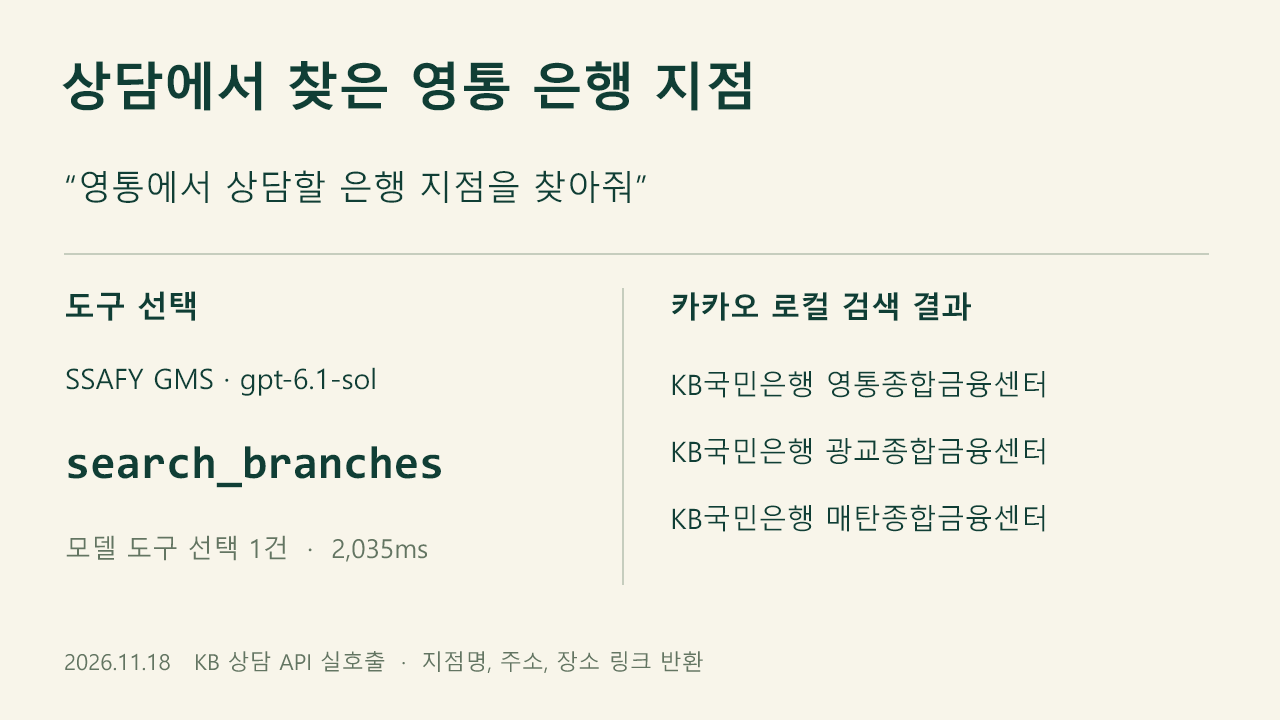 상담에서 찾은 영통 은행 지점
“영통에서 상담할 은행 지점을 찾아줘”
도구 선택
SSAFY GMS · gpt-6.1-sol
search_branches
모델 도구 선택 1건 · 2,035ms
카카오 로컬 검색 결과
KB국민은행 영통종합금융센터
KB국민은행 광교종합금융센터
KB국민은행 매탄종합금융센터
2026.11.18 KB 상담 API 실호출 · 지점명, 주소, 장소 링크 반환